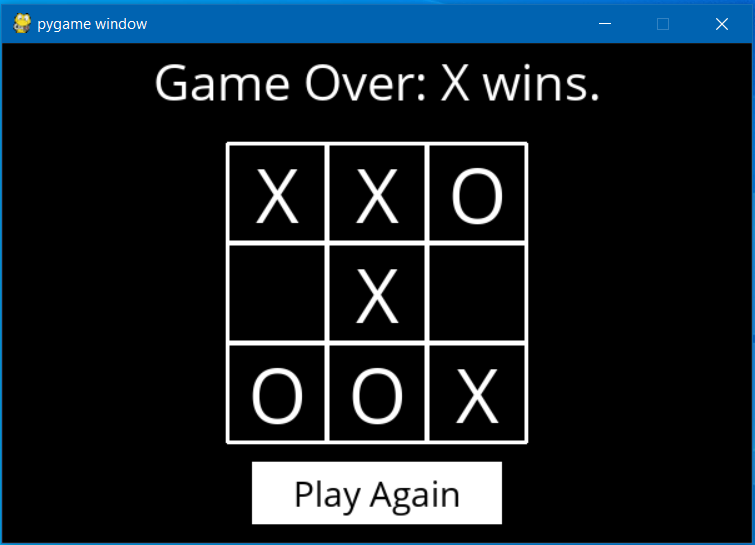 pygame window
Game Over: X wins.
X X O
X
O O X
Play Again